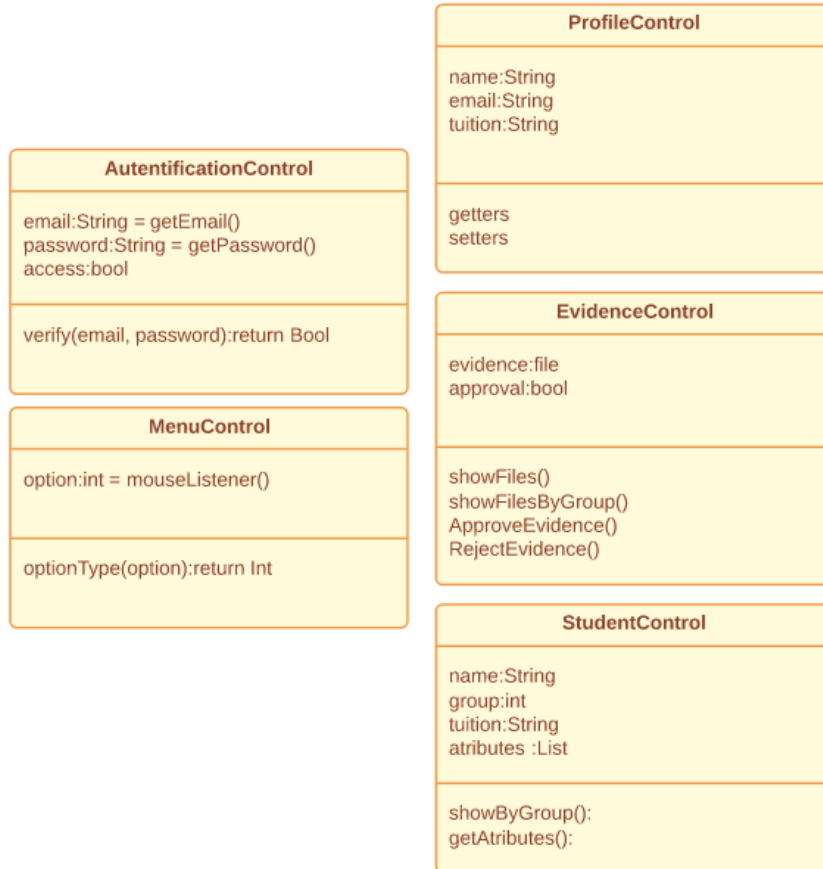 AutentificationControl
email:String = getEmail()
password:String = getPassword()
access:bool
verify(email, password):return Bool
MenuControl
option:int = mouseListener()
optionType(option):return Int
ProfileControl
name:String
email:String
tuition:String
getters
setters
EvidenceControl
evidence:file
approval:bool
showFiles()
showFilesByGroup()
ApproveEvidence()
RejectEvidence()
StudentControl
name:String
group:int
tuition:String
atributes :List
showByGroup():
getAtributes():